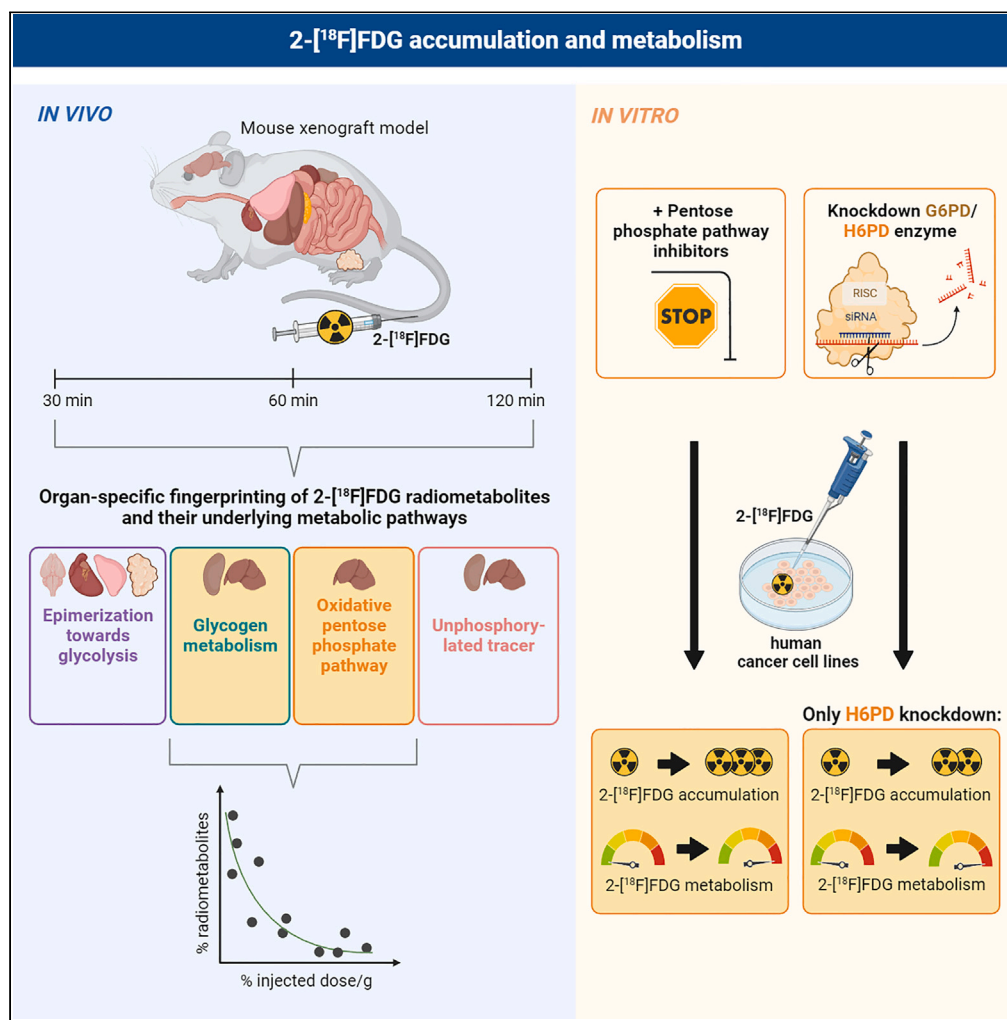 2-[¹⁸F]FDG accumulation and metabolism
IN VIVO
Mouse xenograft model
2-[¹⁸F]FDG
30 min
60 min
120 min
Organ-specific fingerprinting of 2-[¹⁸F]FDG radiometabolites
and their underlying metabolic pathways
Epimerization
towards
glycolysis
Glycogen
metabolism
Oxidative
pentose
phosphate
pathway
Unphosphory-
lated tracer
% radiometabolites
% injected dose/g
IN VITRO
+ Pentose
phosphate pathway
inhibitors
STOP
Knockdown G6PD/
H6PD enzyme
RISC
siRNA
2-[¹⁸F]FDG
human
cancer cell lines
Only H6PD knockdown:
2-[¹⁸F]FDG accumulation
2-[¹⁸F]FDG metabolism
2-[¹⁸F]FDG accumulation
2-[¹⁸F]FDG metabolism